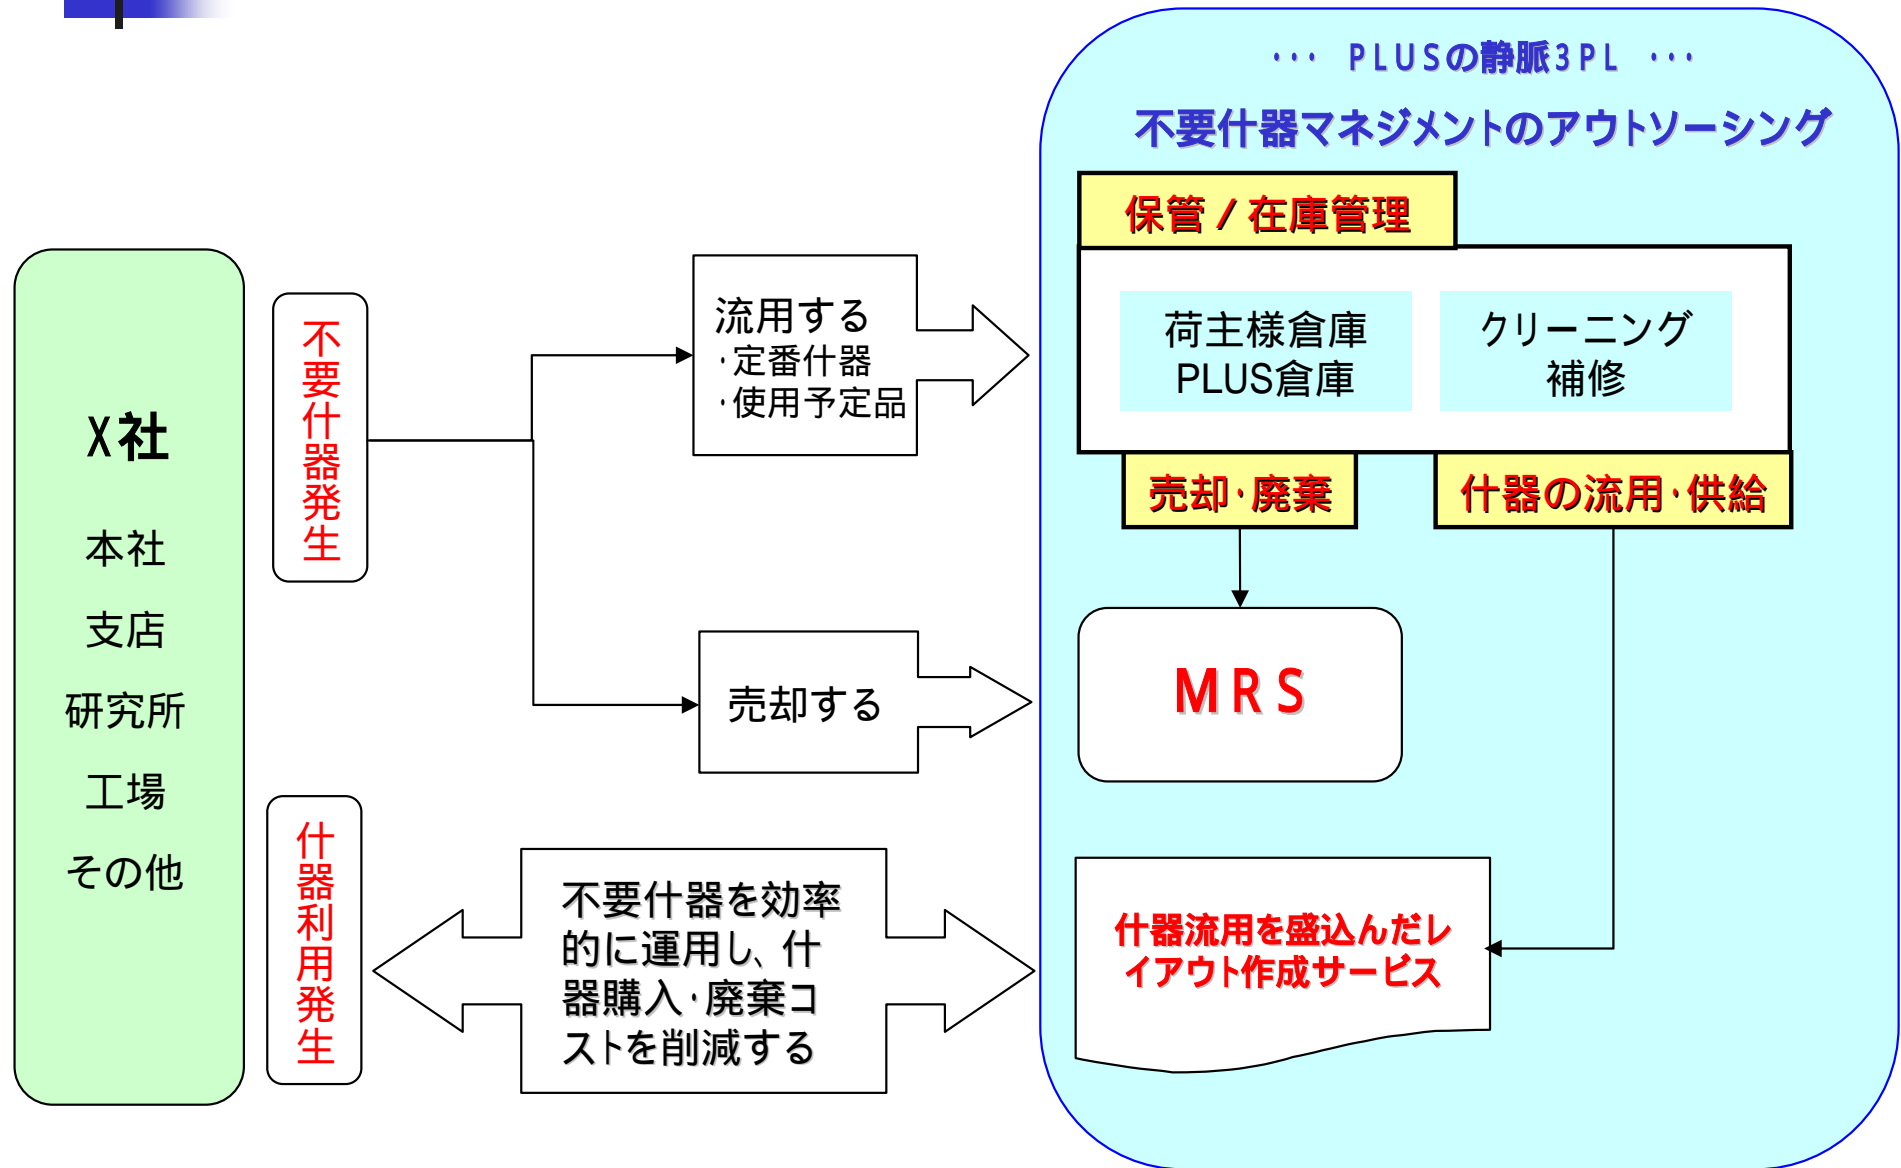 ･･･　PLUSの静脈3PL　･･･
不要什器マネジメントのアウトソーシング
保管／在庫管理
荷主様倉庫
PLUS倉庫
クリーニング
補修
売却・廃棄
什器の流用・供給
MRS
什器流用を盛込んだレ
イアウト作成サービス
X社
本社
支店
研究所
工場
その他
不要什器発生
流用する
・定番什器
・使用予定品
売却する
什器利用発生
不要什器を効率
的に運用し、什
器購入・廃棄コ
ストを削減する